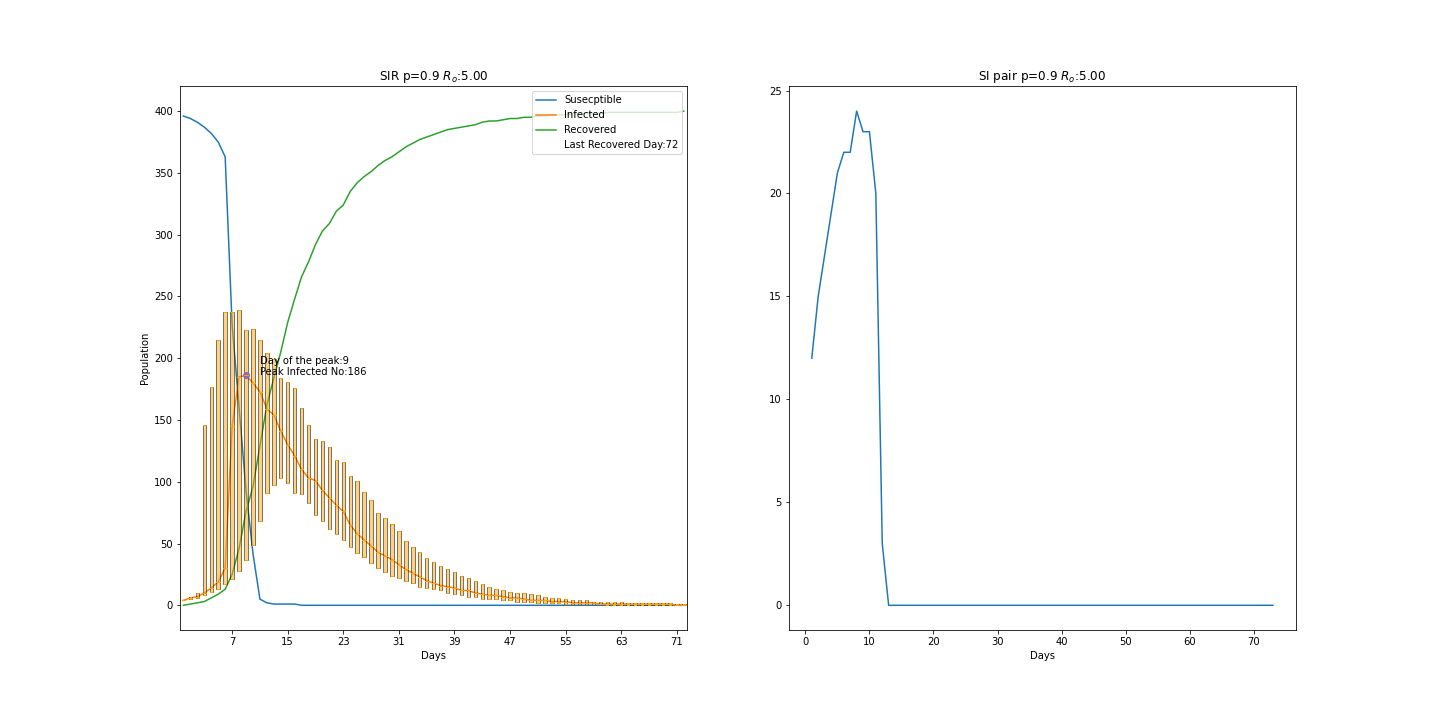 SIR p=0.9 Rₒ:5.00
Susecptible
Infected
Recovered
Last Recovered Day:72
400
350
300
250
200
150
100
50
0
Population
Day of the peak:9
Peak Infected No:186
7 15 23 31 39 47 55 63 71
Days
SI pair p=0.9 Rₒ:5.00
25
20
15
10
5
0
0 10 20 30 40 50 60 70
Days